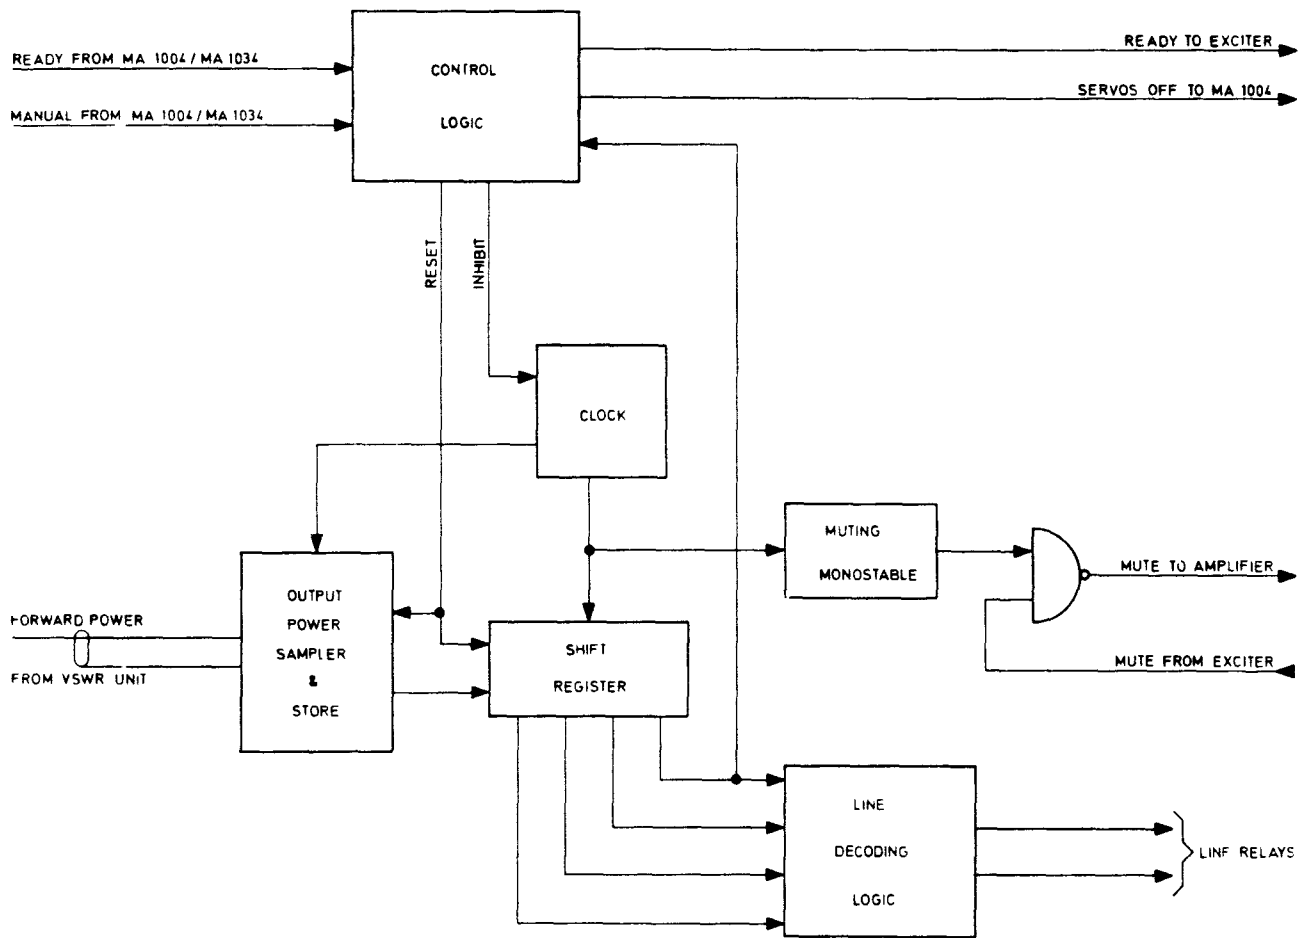 READY FROM MA 1004/MA 1034
MANUAL FROM MA 1004/MA 1034
CONTROL
LOGIC
READY TO EXCITER
SERVOS OFF TO MA 1004
RESET
INHIBIT
CLOCK
MUTING
MONOSTABLE
MUTE TO AMPLIFIER
MUTE FROM EXCITER
FORWARD POWER
FROM VSWR UNIT
OUTPUT
POWER
SAMPLER
&
STORE
SHIFT
REGISTER
LINE
DECODING
LOGIC
LINE RELAYS